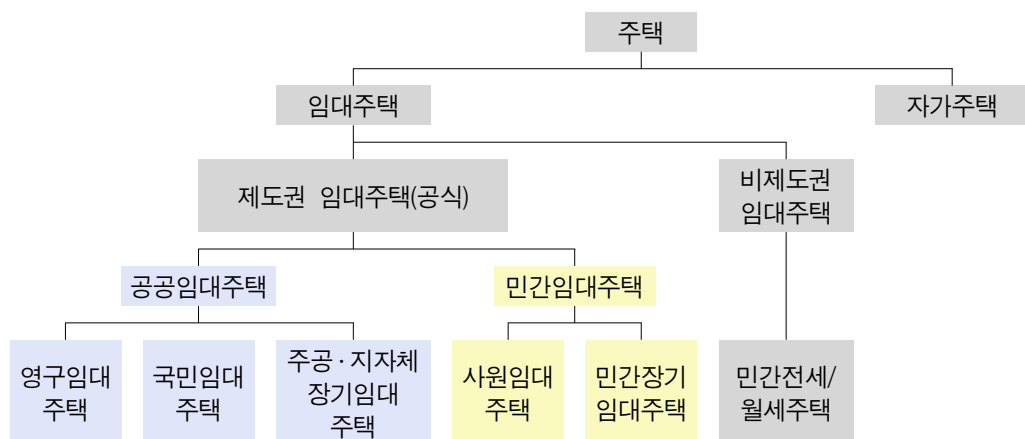 주택
임대주택
자가주택
제도권 임대주택(공식)
비제도권
임대주택
공공임대주택
민간임대주택
영구임대
주택
국민임대
주택
주공·지자체
장기임대
주택
사원임대
주택
민간장기
임대주택
민간전세/
월세주택